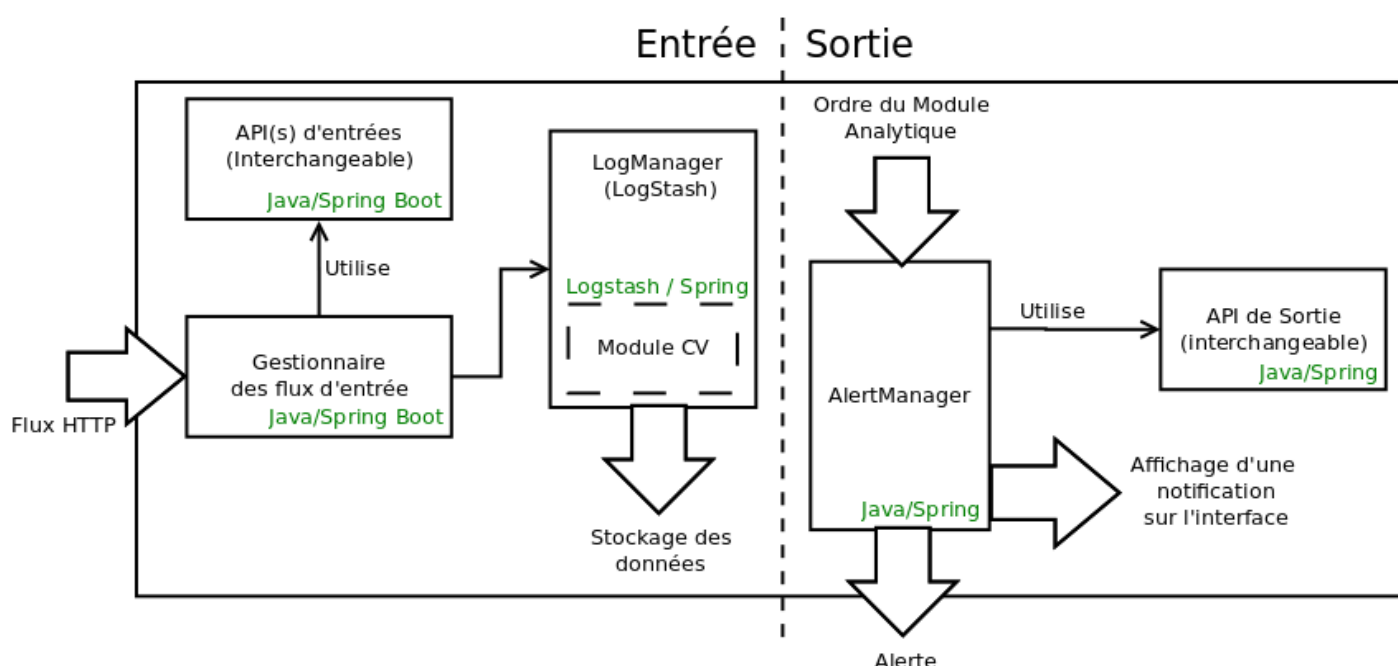 Entrée
Sortie
API(s) d'entrées
(Interchangeable)
Java/Spring Boot
Utilise
Gestionnaire
des flux d'entrée
Java/Spring Boot
Flux HTTP
LogManager
(LogStash)
Logstash / Spring
Module CV
Stockage des
données
Ordre du Module
Analytique
AlertManager
Java/Spring
Utilise
API de Sortie
(interchangeable)
Java/Spring
Affichage d'une
notification
sur l'interface
Alerte